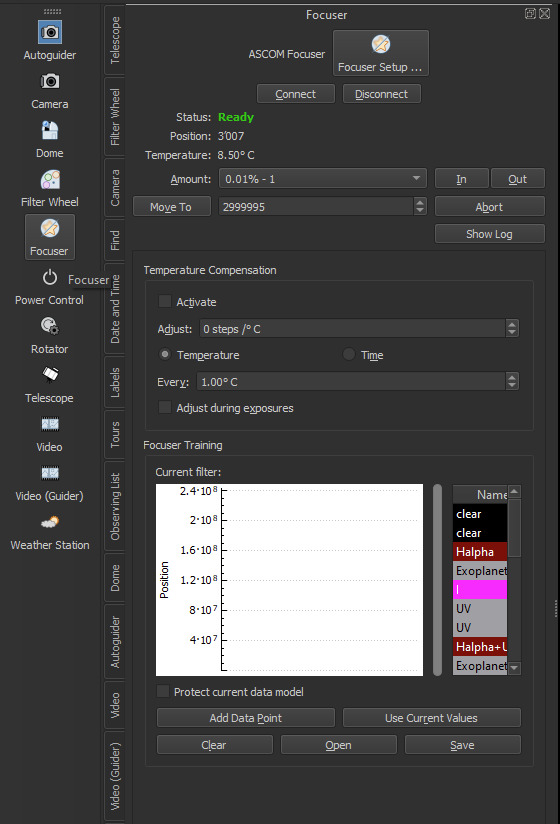 Focuser
Autoguider
Camera
Dome
Filter Wheel
Focuser
Focuser
Power Control
Rotator
Telescope
Video
Video (Guider)
Weather Station
Telescope
Filter Wheel
Camera
Find
Date and Time
Labels
Tours
Observing List
Dome
Autoguider
Video
Video (Guider)
ASCOM Focuser
Focuser Setup ...
Connect Disconnect
Status: Ready
Position: 3'007
Temperature: 8.50° C
Amount: 0.01% - 1 In Out
Move To 2999995 Abort
Show Log
Temperature Compensation
Activate
Adjust: 0 steps /° C
Temperature Time
Every: 1.00° C
Adjust during exposures
Focuser Training
Current filter:
Position
2.4·10⁸
2·10⁸
1.6·10⁸
1.2·10⁸
8·10⁷
4·10⁷
Name
clear
clear
Halpha
Exoplanet
I
UV
UV
Halpha+U
Exoplanet
Protect current data model
Add Data Point Use Current Values
Clear Open Save